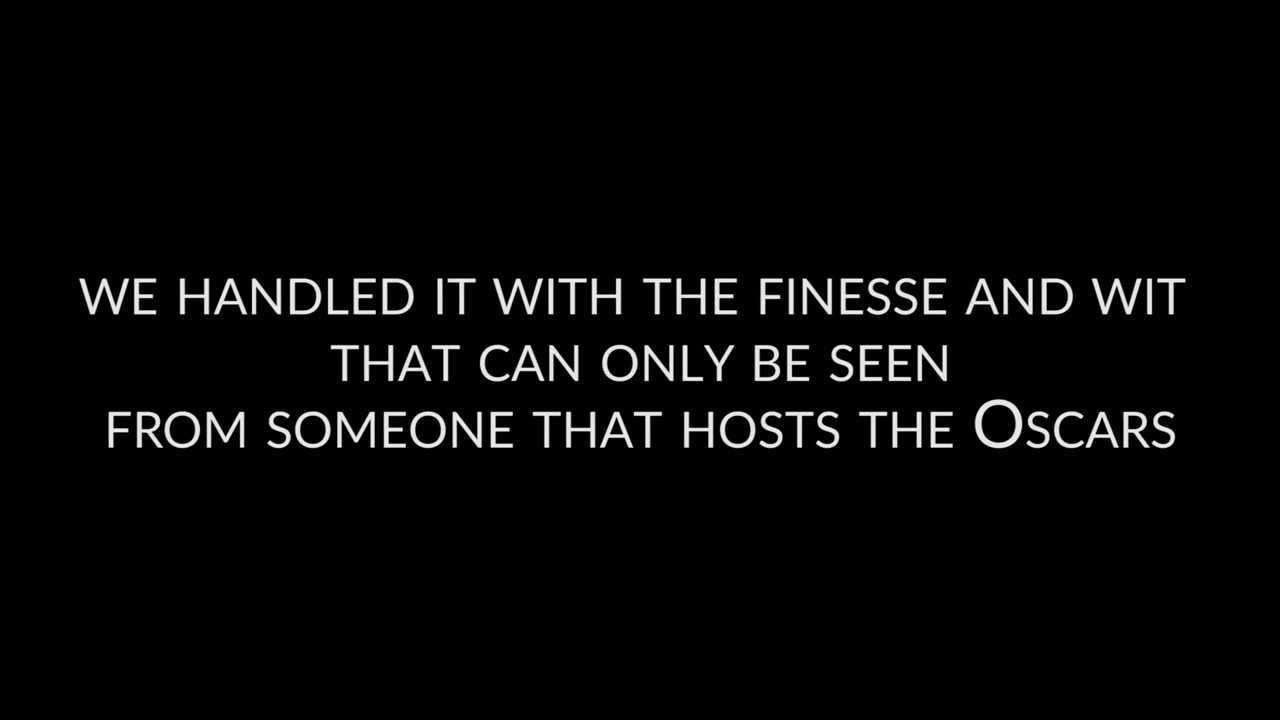 WE HANDLED IT WITH THE FINESSE AND WIT
THAT CAN ONLY BE SEEN
FROM SOMEONE THAT HOSTS THE OSCARS